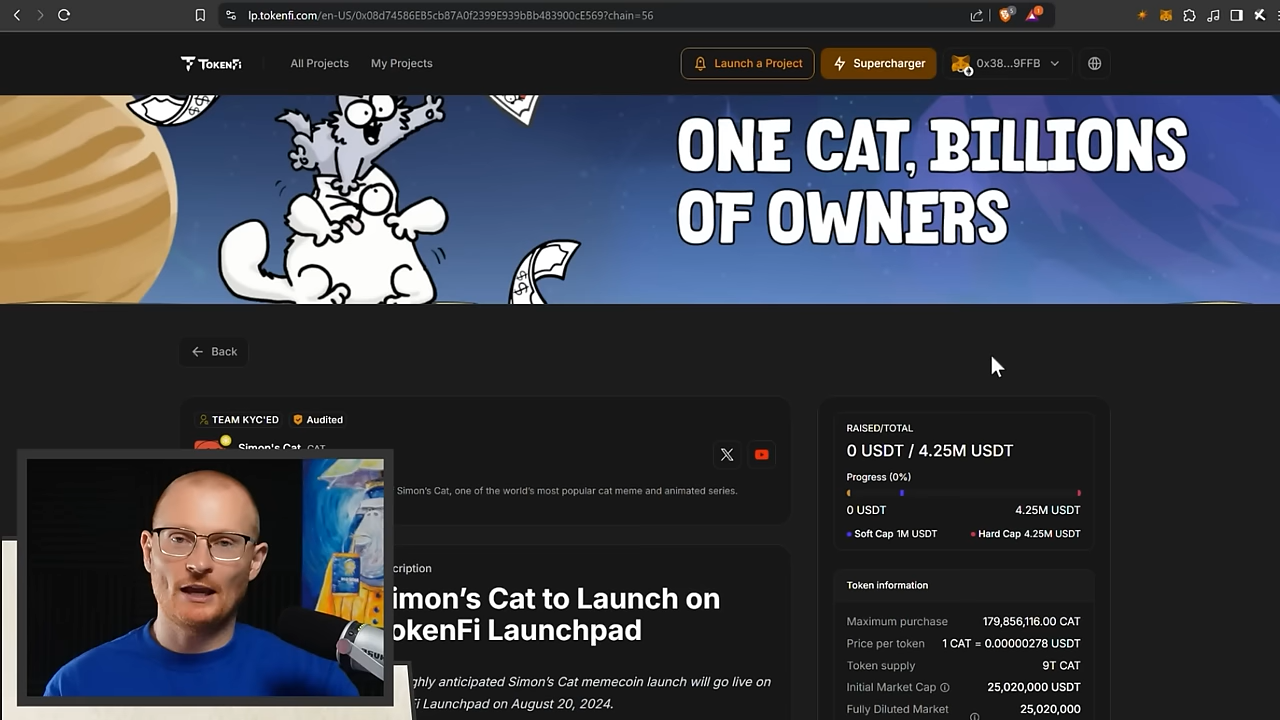 lp.tokenfi.com/en-US/0x08d74586EB5cb87A0f2399E939bBb483900cE569?chain=56
TOKENFI
All Projects
My Projects
Launch a Project
Supercharger
0x38...9FFB
ONE CAT, BILLIONS
OF OWNERS
Back
TEAM KYC'ED
Audited
Simon's Cat CAT
Simon's Cat, one of the world's most popular cat meme and animated series.
cription
imon's Cat to Launch on
okenFi Launchpad
ghly anticipated Simon's Cat memecoin launch will go live on
Fi Launchpad on August 20, 2024.
RAISED/TOTAL
0 USDT / 4.25M USDT
Progress (0%)
0 USDT
4.25M USDT
Soft Cap 1M USDT
Hard Cap 4.25M USDT
Token information
Maximum purchase 179,856,116.00 CAT
Price per token 1 CAT = 0.00000278 USDT
Token supply 9T CAT
Initial Market Cap 25,020,000 USDT
Fully Diluted Market 25,020,000